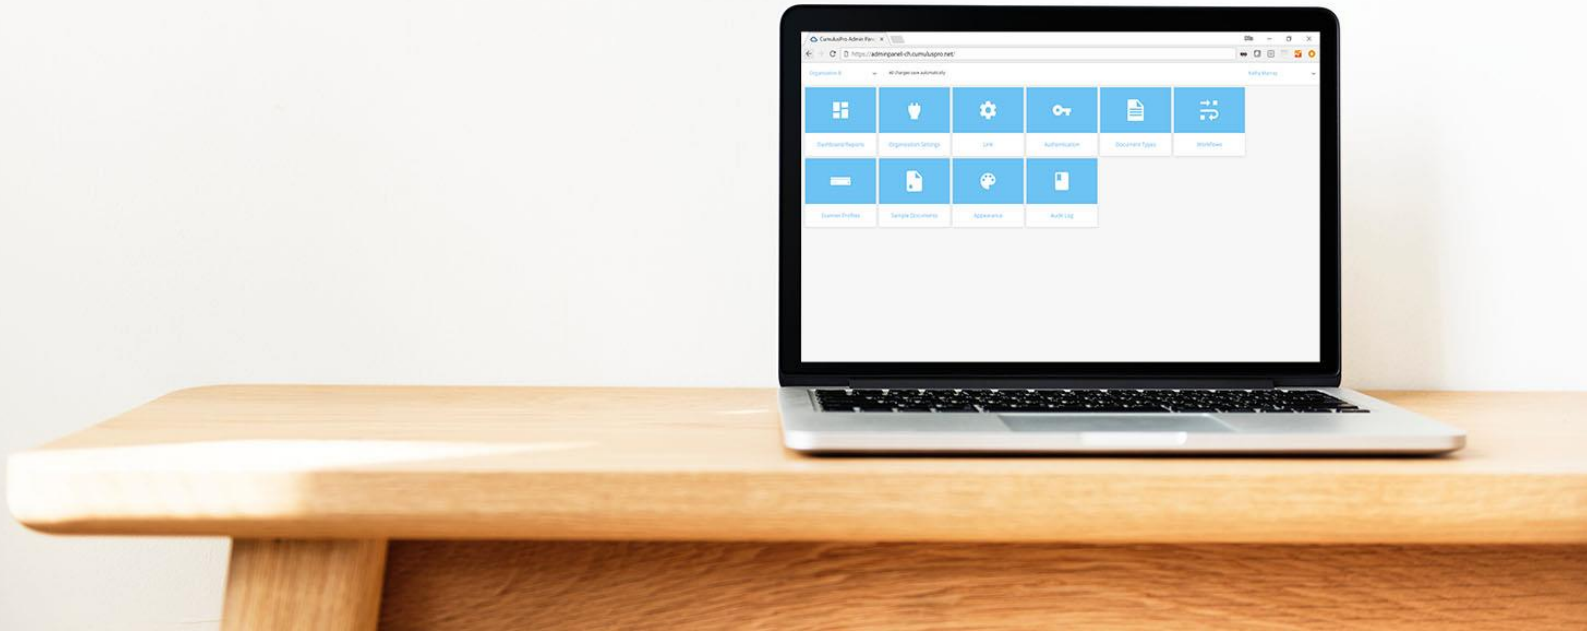 CumulusPro Admin Pan
https://adminpanel-ch.cumuluspro.net/
All changes save automatically
Dashboard Reports
Organization Settings
Link
Authentication
Document Types
Workflows
Scanner Profiles
Sample Documents
Appearance
Audit Log